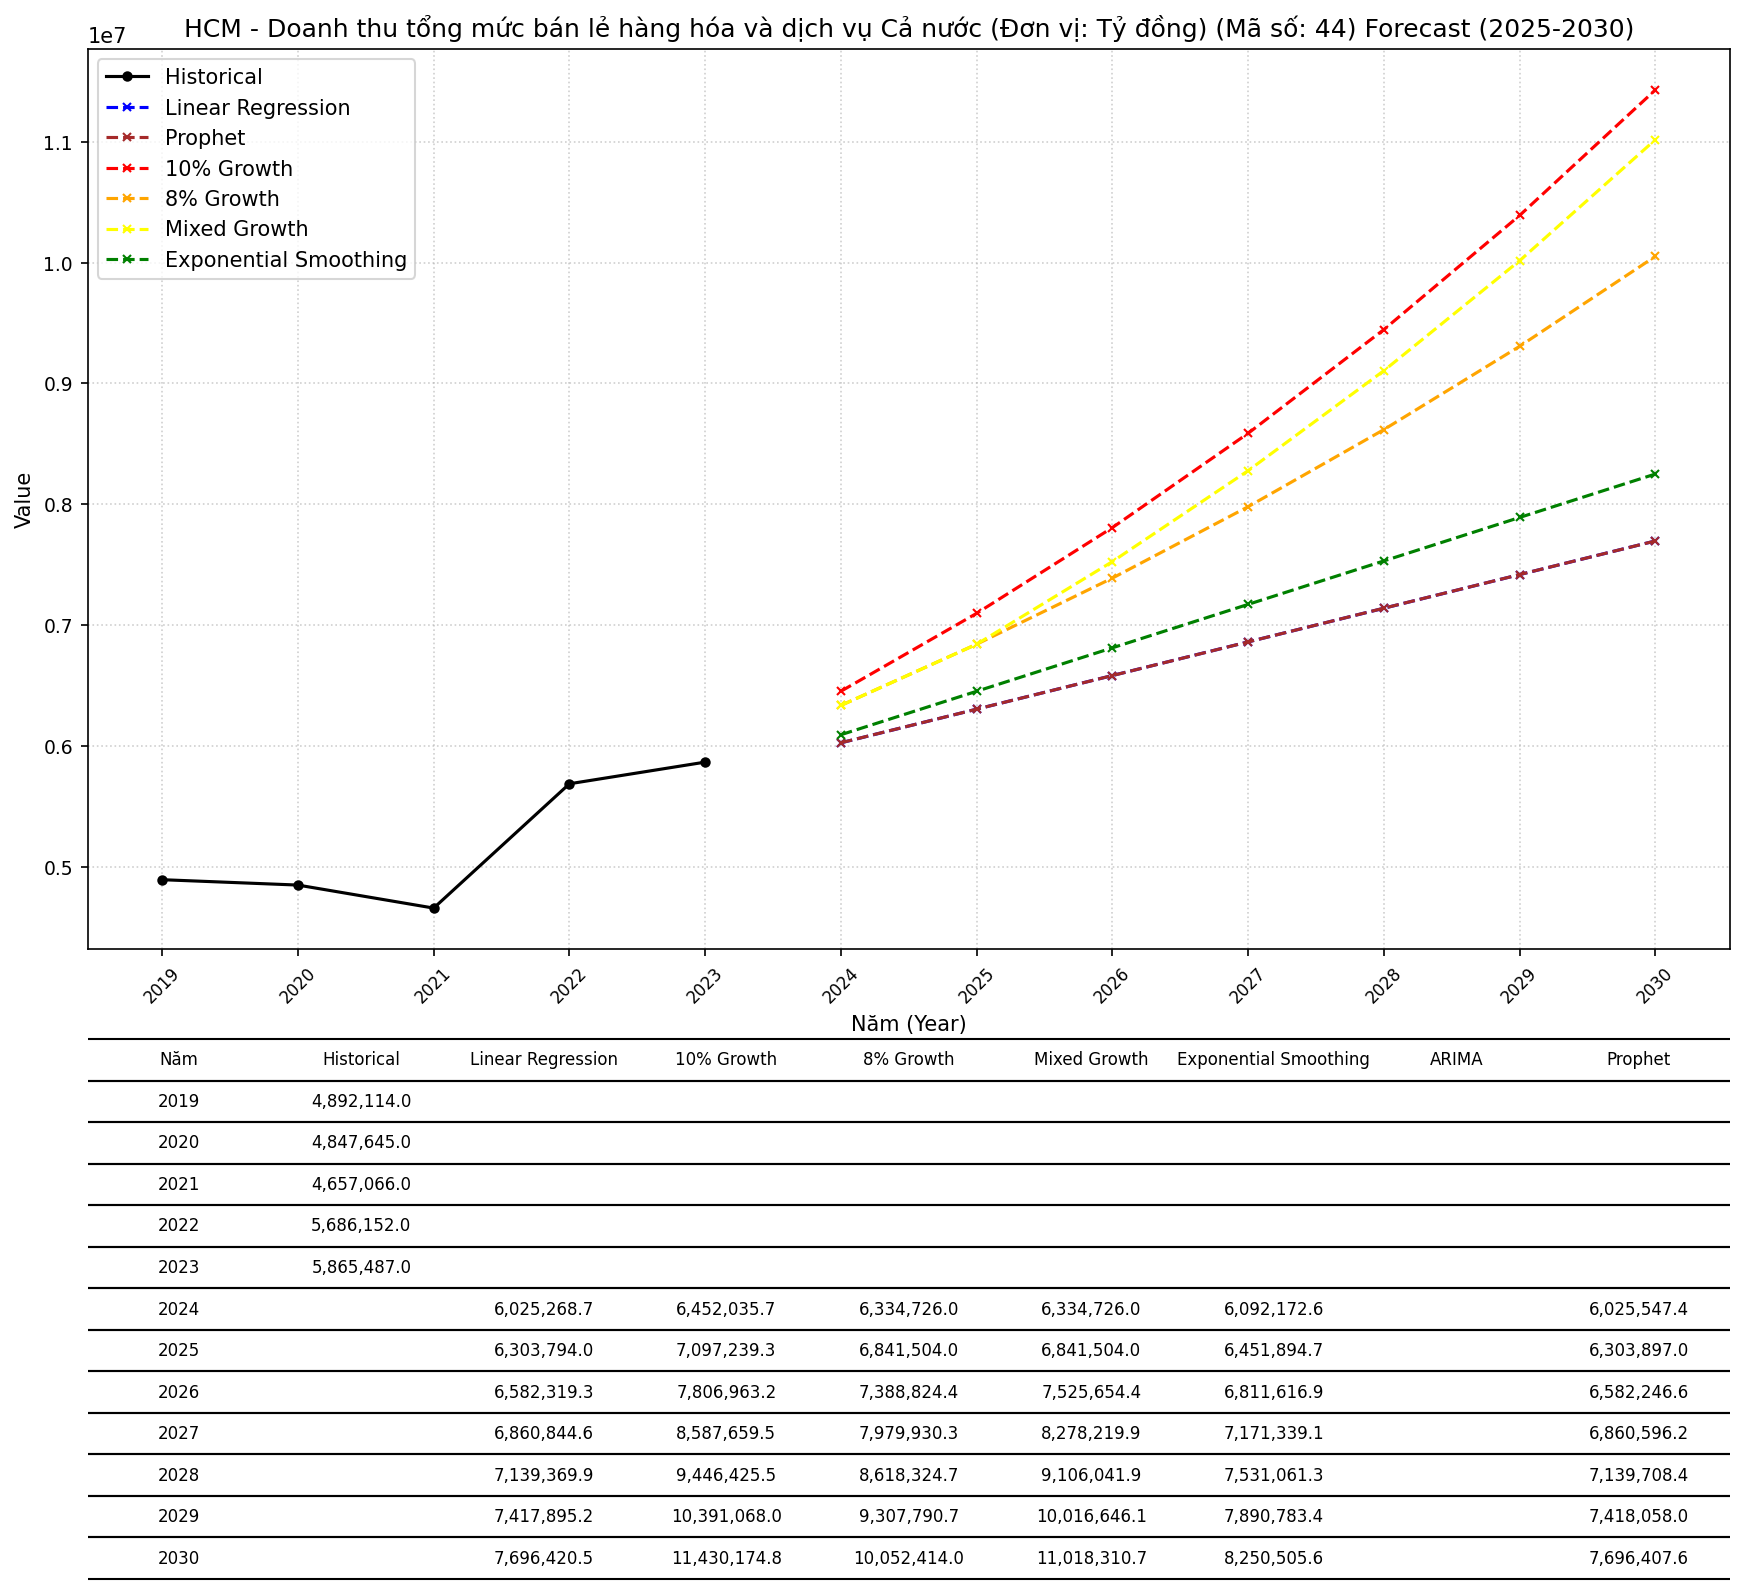 HCM - Doanh thu tổng mức bán lẻ hàng hóa và dịch vụ Cả nước (Đơn vị: Tỷ đồng) (Mã số: 44) Forecast (2025-2030)
1e7
Historical
Linear Regression
Prophet
10% Growth
8% Growth
Mixed Growth
Exponential Smoothing
1.1
1.0
0.9
0.8
0.7
0.6
0.5
Value
2019 2020 2021 2022 2023 2024 2025 2026 2027 2028 2029 2030
Năm (Year)
Năm Historical Linear Regression 10% Growth 8% Growth Mixed Growth Exponential Smoothing ARIMA Prophet
2019 4,892,114.0
2020 4,847,645.0
2021 4,657,066.0
2022 5,686,152.0
2023 5,865,487.0
2024 6,025,268.7 6,452,035.7 6,334,726.0 6,334,726.0 6,092,172.6 6,025,547.4
2025 6,303,794.0 7,097,239.3 6,841,504.0 6,841,504.0 6,451,894.7 6,303,897.0
2026 6,582,319.3 7,806,963.2 7,388,824.4 7,525,654.4 6,811,616.9 6,582,246.6
2027 6,860,844.6 8,587,659.5 7,979,930.3 8,278,219.9 7,171,339.1 6,860,596.2
2028 7,139,369.9 9,446,425.5 8,618,324.7 9,106,041.9 7,531,061.3 7,139,708.4
2029 7,417,895.2 10,391,068.0 9,307,790.7 10,016,646.1 7,890,783.4 7,418,058.0
2030 7,696,420.5 11,430,174.8 10,052,414.0 11,018,310.7 8,250,505.6 7,696,407.6